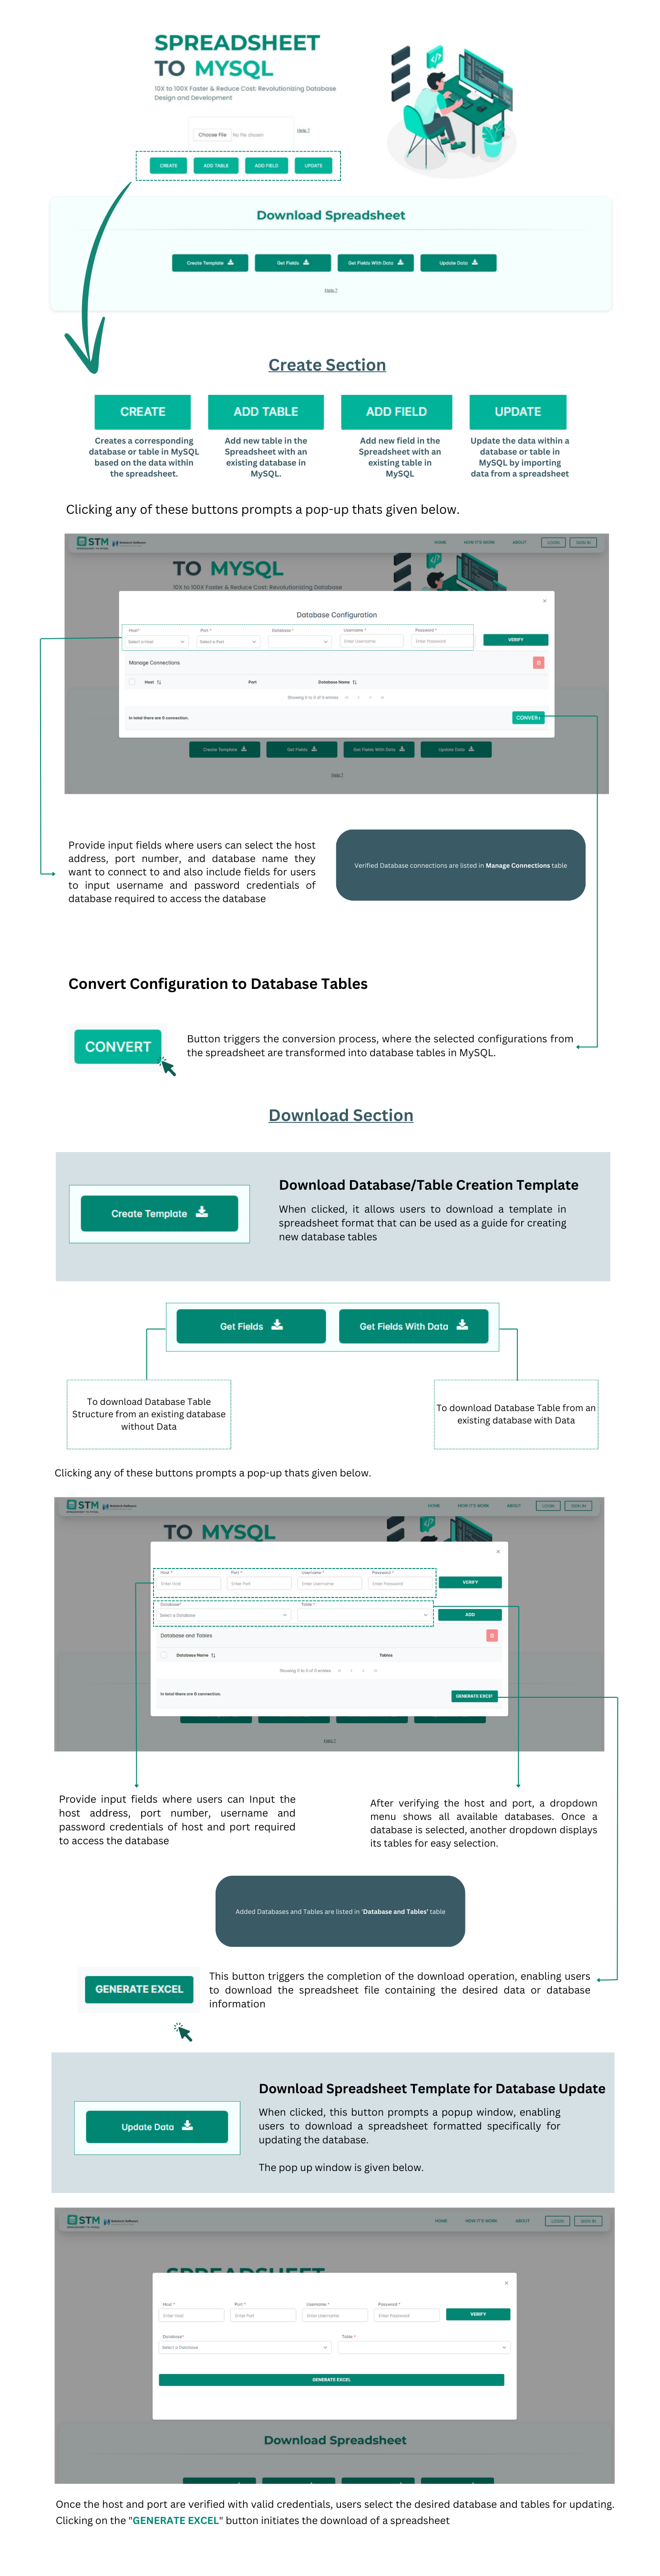 SPREADSHEET
TO MYSQL
10X to 100X Faster & Reduce Cost: Revolutionizing Database
Design and Development
Choose File No file chosen
Help ?
CREATE ADD TABLE ADD FIELD UPDATE
Download Spreadsheet
Create Template Get Fields Get Fields With Data Update Data
Help ?
Create Section
CREATE ADD TABLE ADD FIELD UPDATE
Creates a corresponding
database or table in MySQL
based on the data within
the spreadsheet.
Add new table in the
Spreadsheet with an
existing database in
MySQL.
Add new field in the
Spreadsheet with an
existing table in
MySQL
Update the data within a
database or table in
MySQL by importing
data from a spreadsheet
Clicking any of these buttons prompts a pop-up thats given below.
STM
HOME HOW IT'S WORK ABOUT LOGIN SIGN IN
TO MYSQL
10X to 100X Faster & Reduce Cost: Revolutionizing Database
Database Configuration
Host* Port * Database * Username * Password *
Select a Host Select a Port Enter Username Enter Password VERIFY
Manage Connections
Host Port Database Name
Showing 0 to 0 of 0 entries
In total there are 0 connection.
CONVERT
Create Template Get Fields Get Fields With Data Update Data
Help ?
Provide input fields where users can select the host
address, port number, and database name they
want to connect to and also include fields for users
to input username and password credentials of
database required to access the database
Verified Database connections are listed in Manage Connections table
Convert Configuration to Database Tables
CONVERT
Button triggers the conversion process, where the selected configurations from
the spreadsheet are transformed into database tables in MySQL.
Download Section
Create Template
Download Database/Table Creation Template
When clicked, it allows users to download a template in
spreadsheet format that can be used as a guide for creating
new database tables
Get Fields Get Fields With Data
To download Database Table
Structure from an existing database
without Data
To download Database Table from an
existing database with Data
Clicking any of these buttons prompts a pop-up thats given below.
STM
HOME HOW IT'S WORK ABOUT LOGIN SIGN IN
TO MYSQL
Host * Port * Username * Password *
Enter Host Enter Port Enter Username Enter Password VERIFY
Database* Table *
Select a Database ADD
Database and Tables
Database Name Tables
Showing 0 to 0 of 0 entries
In total there are 0 connection.
GENERATE EXCEL
Help ?
Provide input fields where users can Input the
host address, port number, username and
password credentials of host and port required
to access the database
After verifying the host and port, a dropdown
menu shows all available databases. Once a
database is selected, another dropdown displays
its tables for easy selection.
Added Databases and Tables are listed in 'Database and Tables' table
GENERATE EXCEL
This button triggers the completion of the download operation, enabling users
to download the spreadsheet file containing the desired data or database
information
Update Data
Download Spreadsheet Template for Database Update
When clicked, this button prompts a popup window, enabling
users to download a spreadsheet formatted specifically for
updating the database.
The pop up window is given below.
STM
HOME HOW IT'S WORK ABOUT LOGIN SIGN IN
SPREADSHEET
Host * Port * Username * Password *
Enter Host Enter Port Enter Username Enter Password VERIFY
Database* Table *
Select a Database
GENERATE EXCEL
Download Spreadsheet
Once the host and port are verified with valid credentials, users select the desired database and tables for updating.
Clicking on the "GENERATE EXCEL" button initiates the download of a spreadsheet